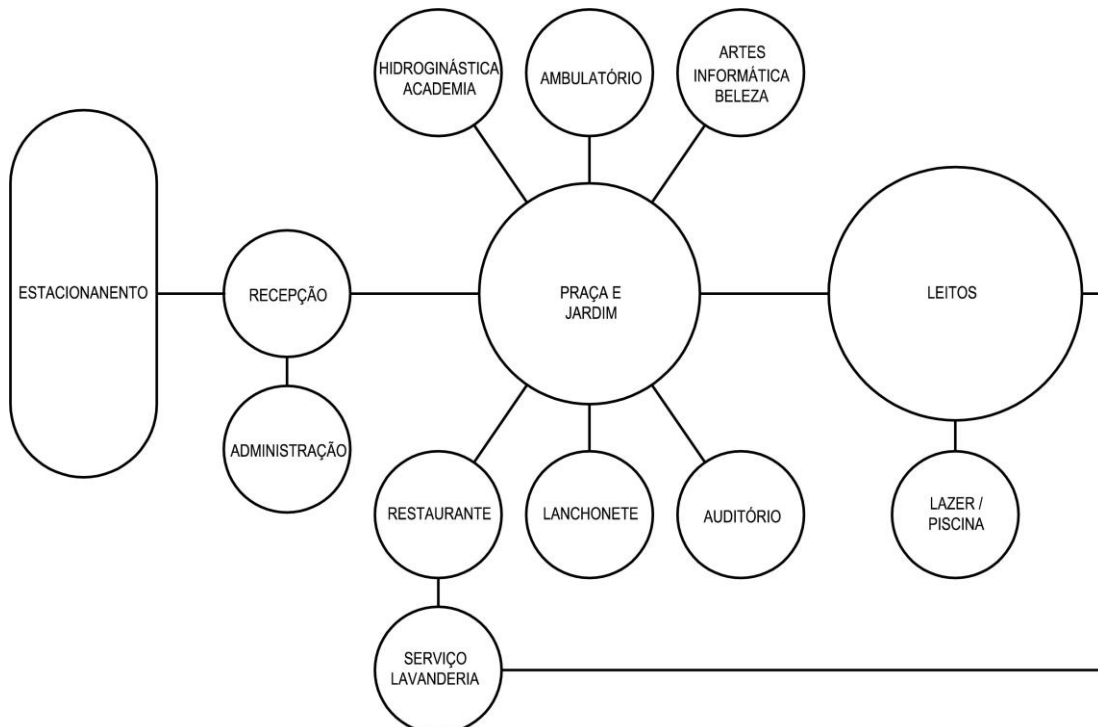 HIDROGINÁSTICA
ACADEMIA
AMBULATÓRIO
ARTES
INFORMÁTICA
BELEZA
ESTACIONANENTO
RECEPÇÃO
PRAÇA E
JARDIM
LEITOS
ADMINISTRAÇÃO
RESTAURANTE
LANCHONETE
AUDITÓRIO
LAZER /
PISCINA
SERVIÇO
LAVANDERIA